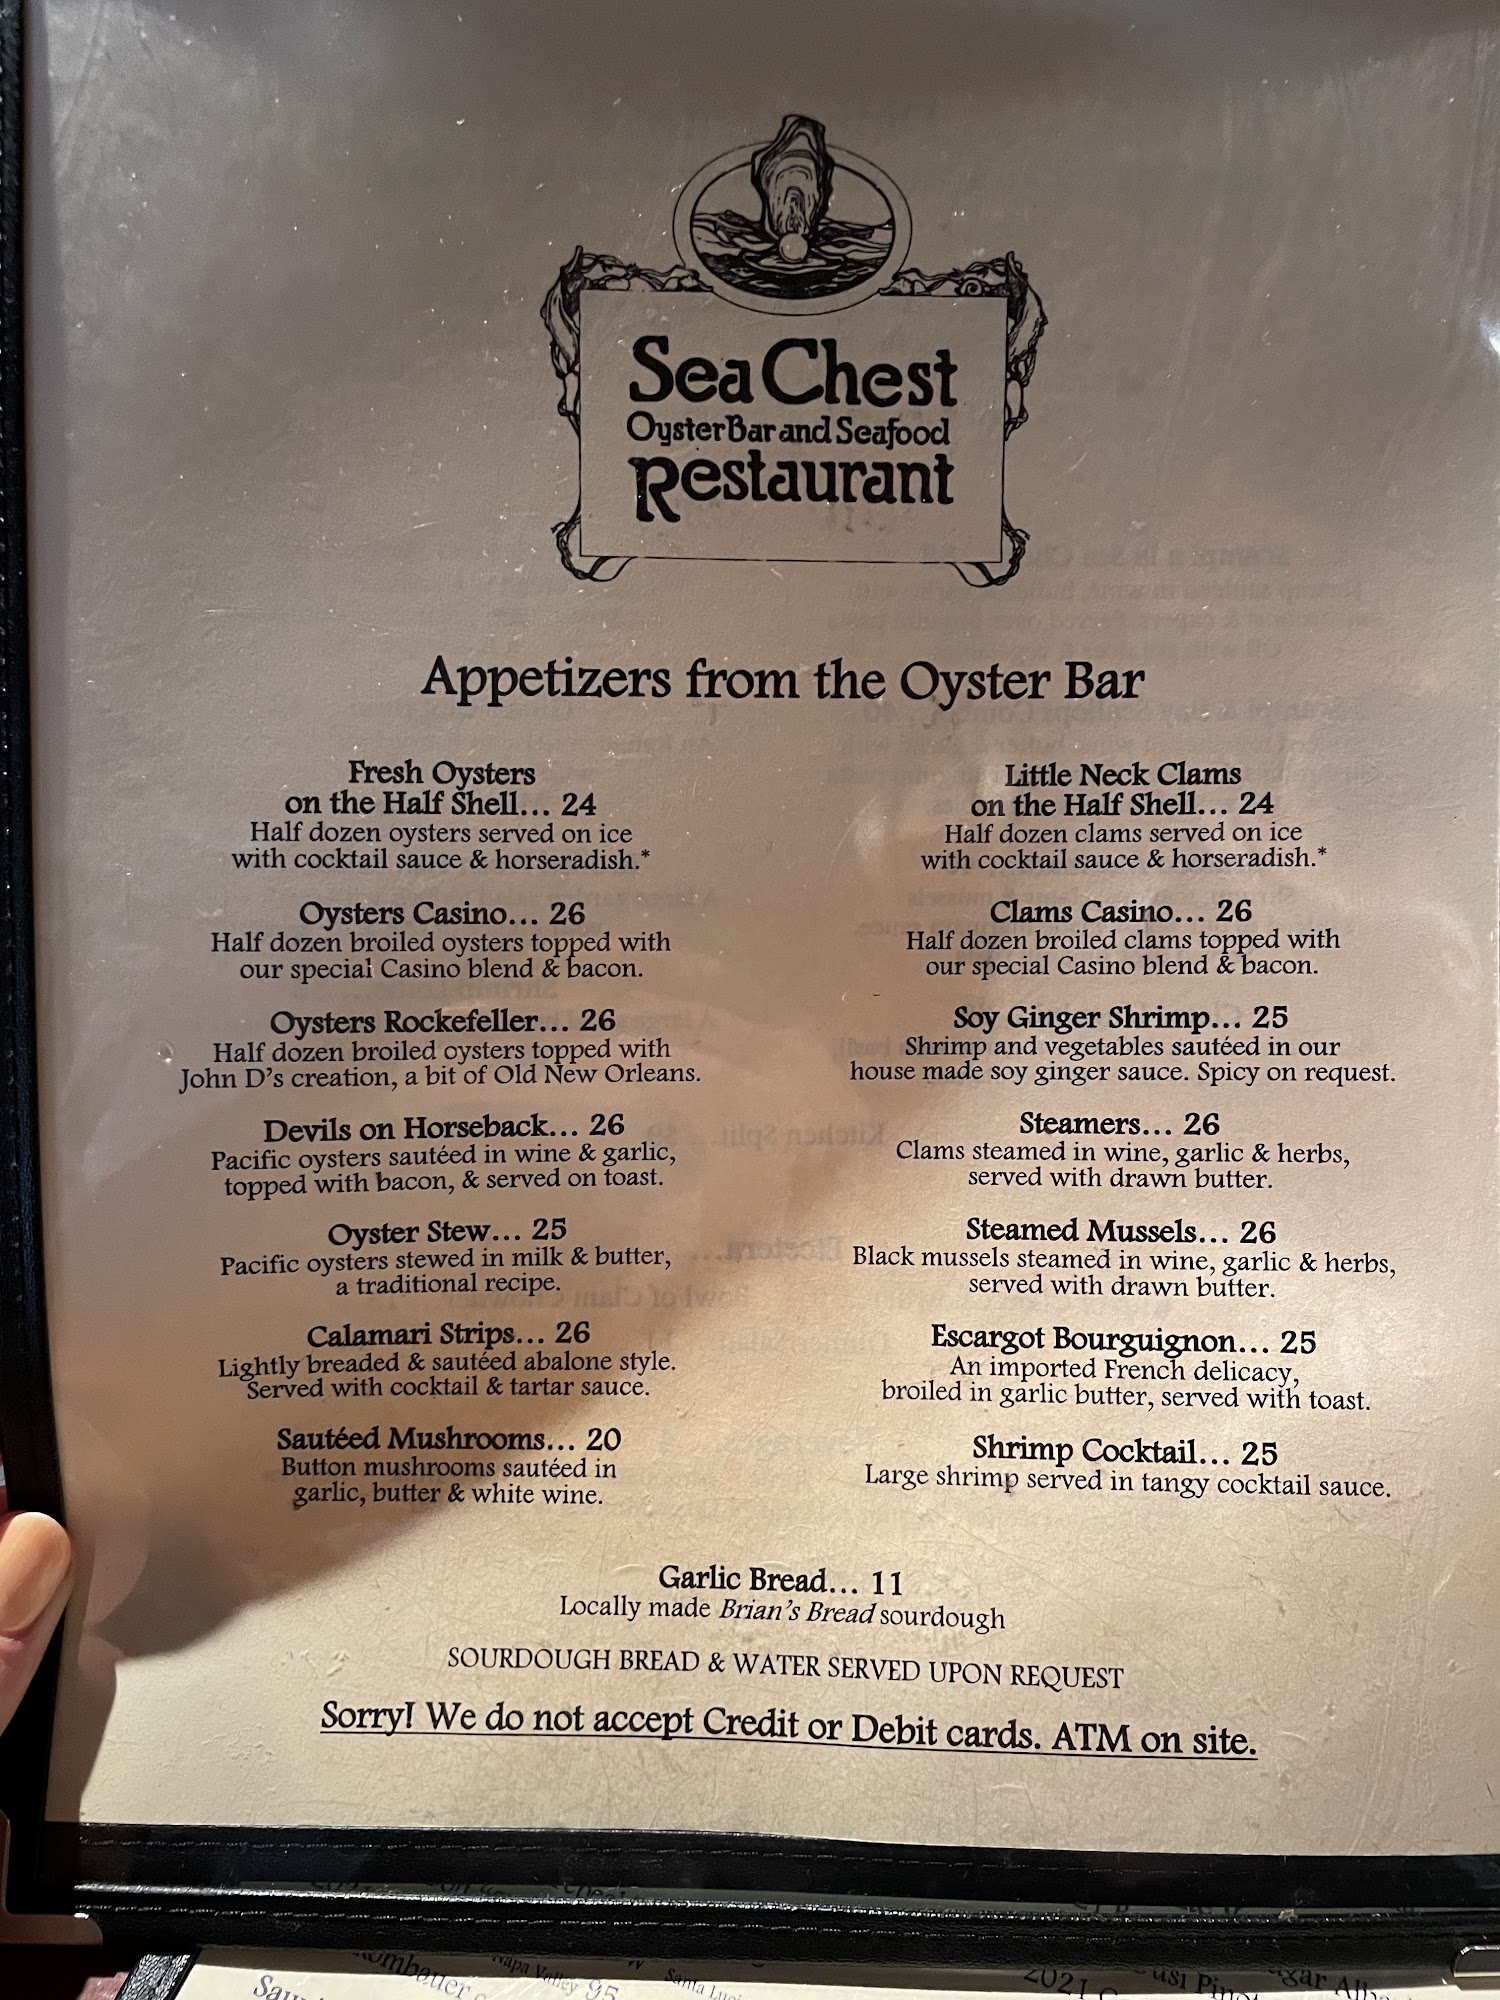 Sea Chest
Oyster Bar and Seafood
Restaurant
Appetizers from the Oyster Bar
Fresh Oysters
on the Half Shell... 24
Half dozen oysters served on ice
with cocktail sauce & horseradish.*
Oysters Casino... 26
Half dozen broiled oysters topped with
our special Casino blend & bacon.
Oysters Rockefeller... 26
Half dozen broiled oysters topped with
John D's creation, a bit of Old New Orleans.
Devils on Horseback... 26
Pacific oysters sautéed in wine & garlic,
topped with bacon, & served on toast.
Oyster Stew... 25
Pacific oysters stewed in milk & butter,
a traditional recipe.
Calamari Strips... 26
Lightly breaded & sautéed abalone style.
Served with cocktail & tartar sauce.
Sautéed Mushrooms... 20
Button mushrooms sautéed in
garlic, butter & white wine.
Little Neck Clams
on the Half Shell... 24
Half dozen clams served on ice
with cocktail sauce & horseradish.*
Clams Casino... 26
Half dozen broiled clams topped with
our special Casino blend & bacon.
Soy Ginger Shrimp... 25
Shrimp and vegetables sautéed in our
house made soy ginger sauce. Spicy on request.
Steamers... 26
Clams steamed in wine, garlic & herbs,
served with drawn butter.
Steamed Mussels... 26
Black mussels steamed in wine, garlic & herbs,
served with drawn butter.
Escargot Bourguignon... 25
An imported French delicacy,
broiled in garlic butter, served with toast.
Shrimp Cocktail... 25
Large shrimp served in tangy cocktail sauce.
Garlic Bread... 11
Locally made Brian's Bread sourdough
SOURDOUGH BREAD & WATER SERVED UPON REQUEST
Sorry! We do not accept Credit or Debit cards. ATM on site.
Rombauer
Napa Valley 95
2021